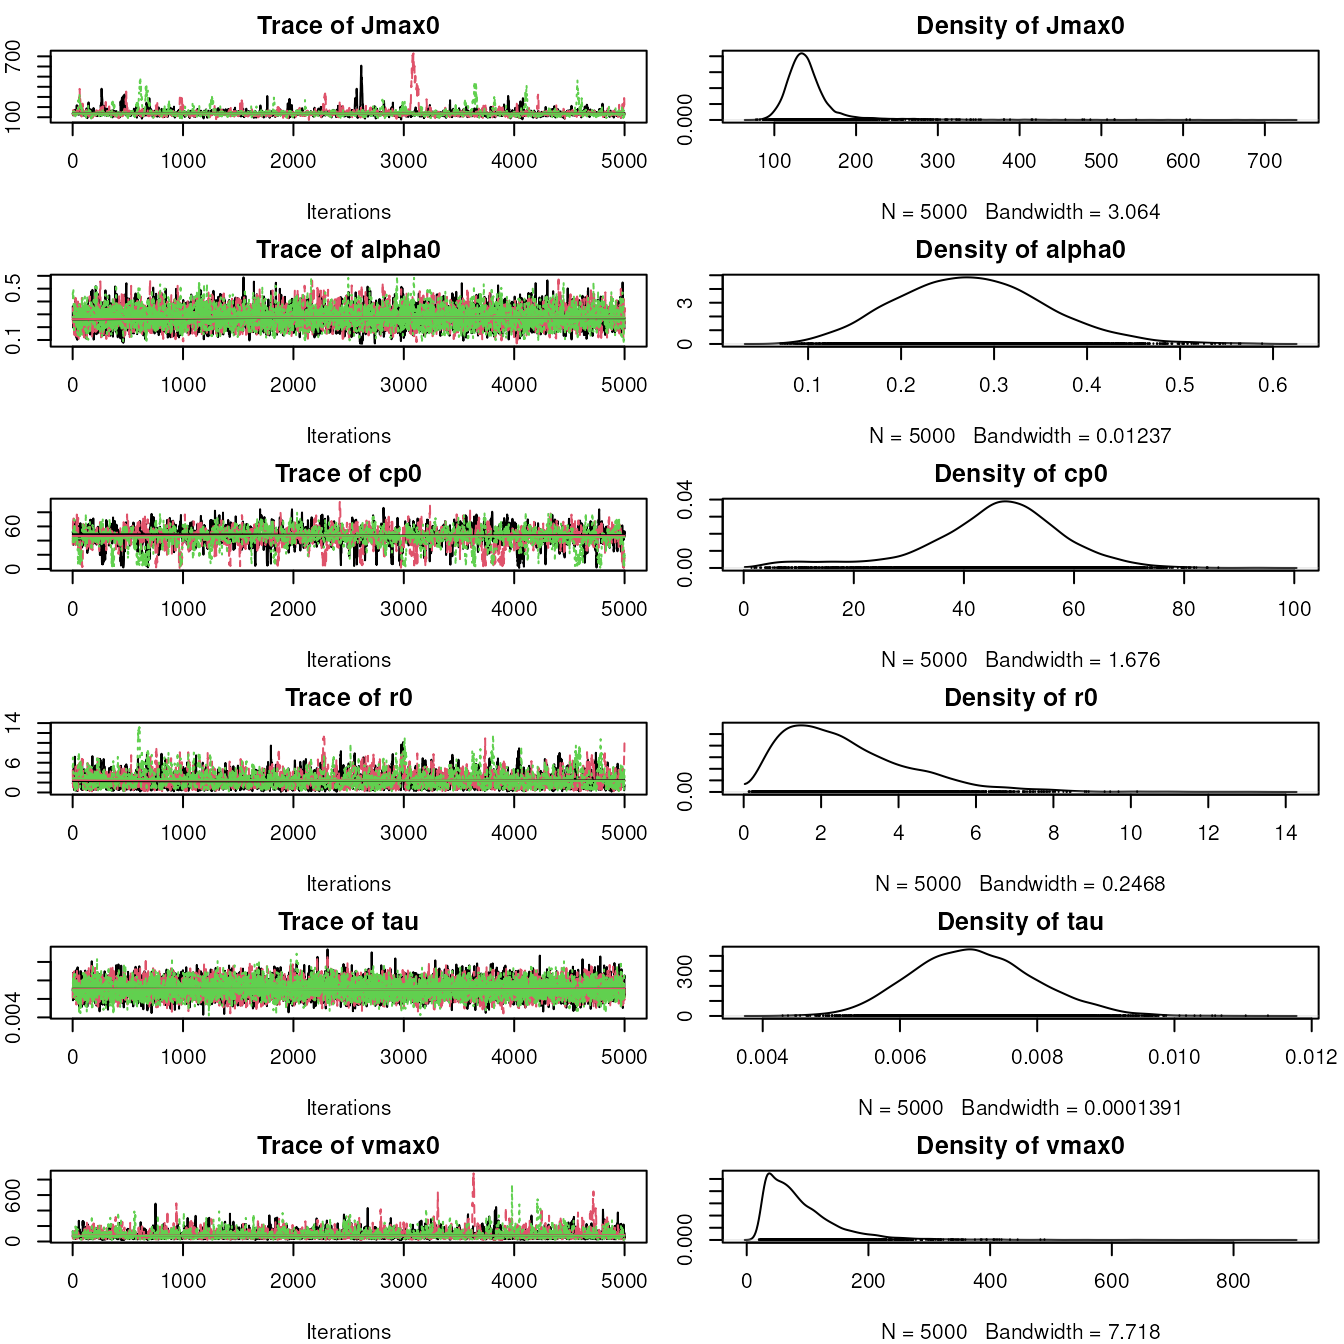 Trace of Jmax0
700
100
0 1000 2000 3000 4000 5000
Iterations
Density of Jmax0
0.000
100 200 300 400 500 600 700
N = 5000 Bandwidth = 3.064
Trace of alpha0
0.5
0.1
0 1000 2000 3000 4000 5000
Iterations
Density of alpha0
3
0
0.1 0.2 0.3 0.4 0.5 0.6
N = 5000 Bandwidth = 0.01237
Trace of cp0
60
0
0 1000 2000 3000 4000 5000
Iterations
Density of cp0
0.04
0.00
0 20 40 60 80 100
N = 5000 Bandwidth = 1.676
Trace of r0
14
6
0
0 1000 2000 3000 4000 5000
Iterations
Density of r0
0.00
0 2 4 6 8 10 12 14
N = 5000 Bandwidth = 0.2468
Trace of tau
0.004
0 1000 2000 3000 4000 5000
Iterations
Density of tau
300
0
0.004 0.006 0.008 0.010 0.012
N = 5000 Bandwidth = 0.0001391
Trace of vmax0
600
0
0 1000 2000 3000 4000 5000
Iterations
Density of vmax0
0.000
0 200 400 600 800
N = 5000 Bandwidth = 7.718